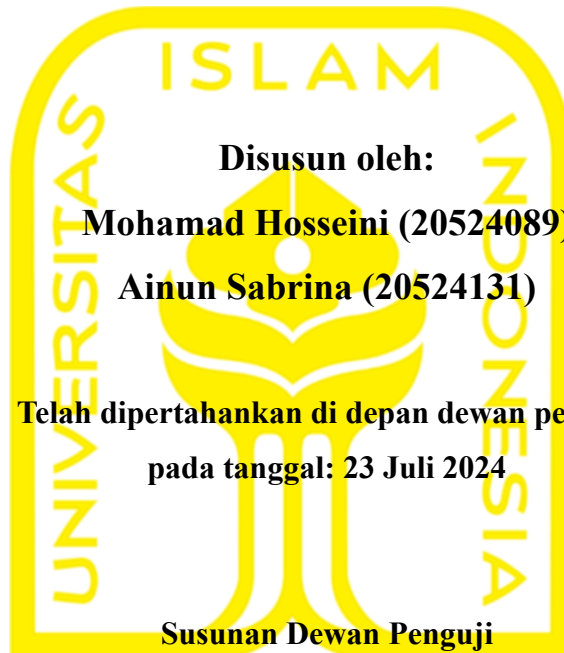 ISLAM
UNIVERSITAS
INDONESIA
Disusun oleh:
Mohamad Hosseini (20524089)
Ainun Sabrina (20524131)
Telah dipertahankan di depan dewan pe
pada tanggal: 23 Juli 2024
Susunan Dewan Penguji